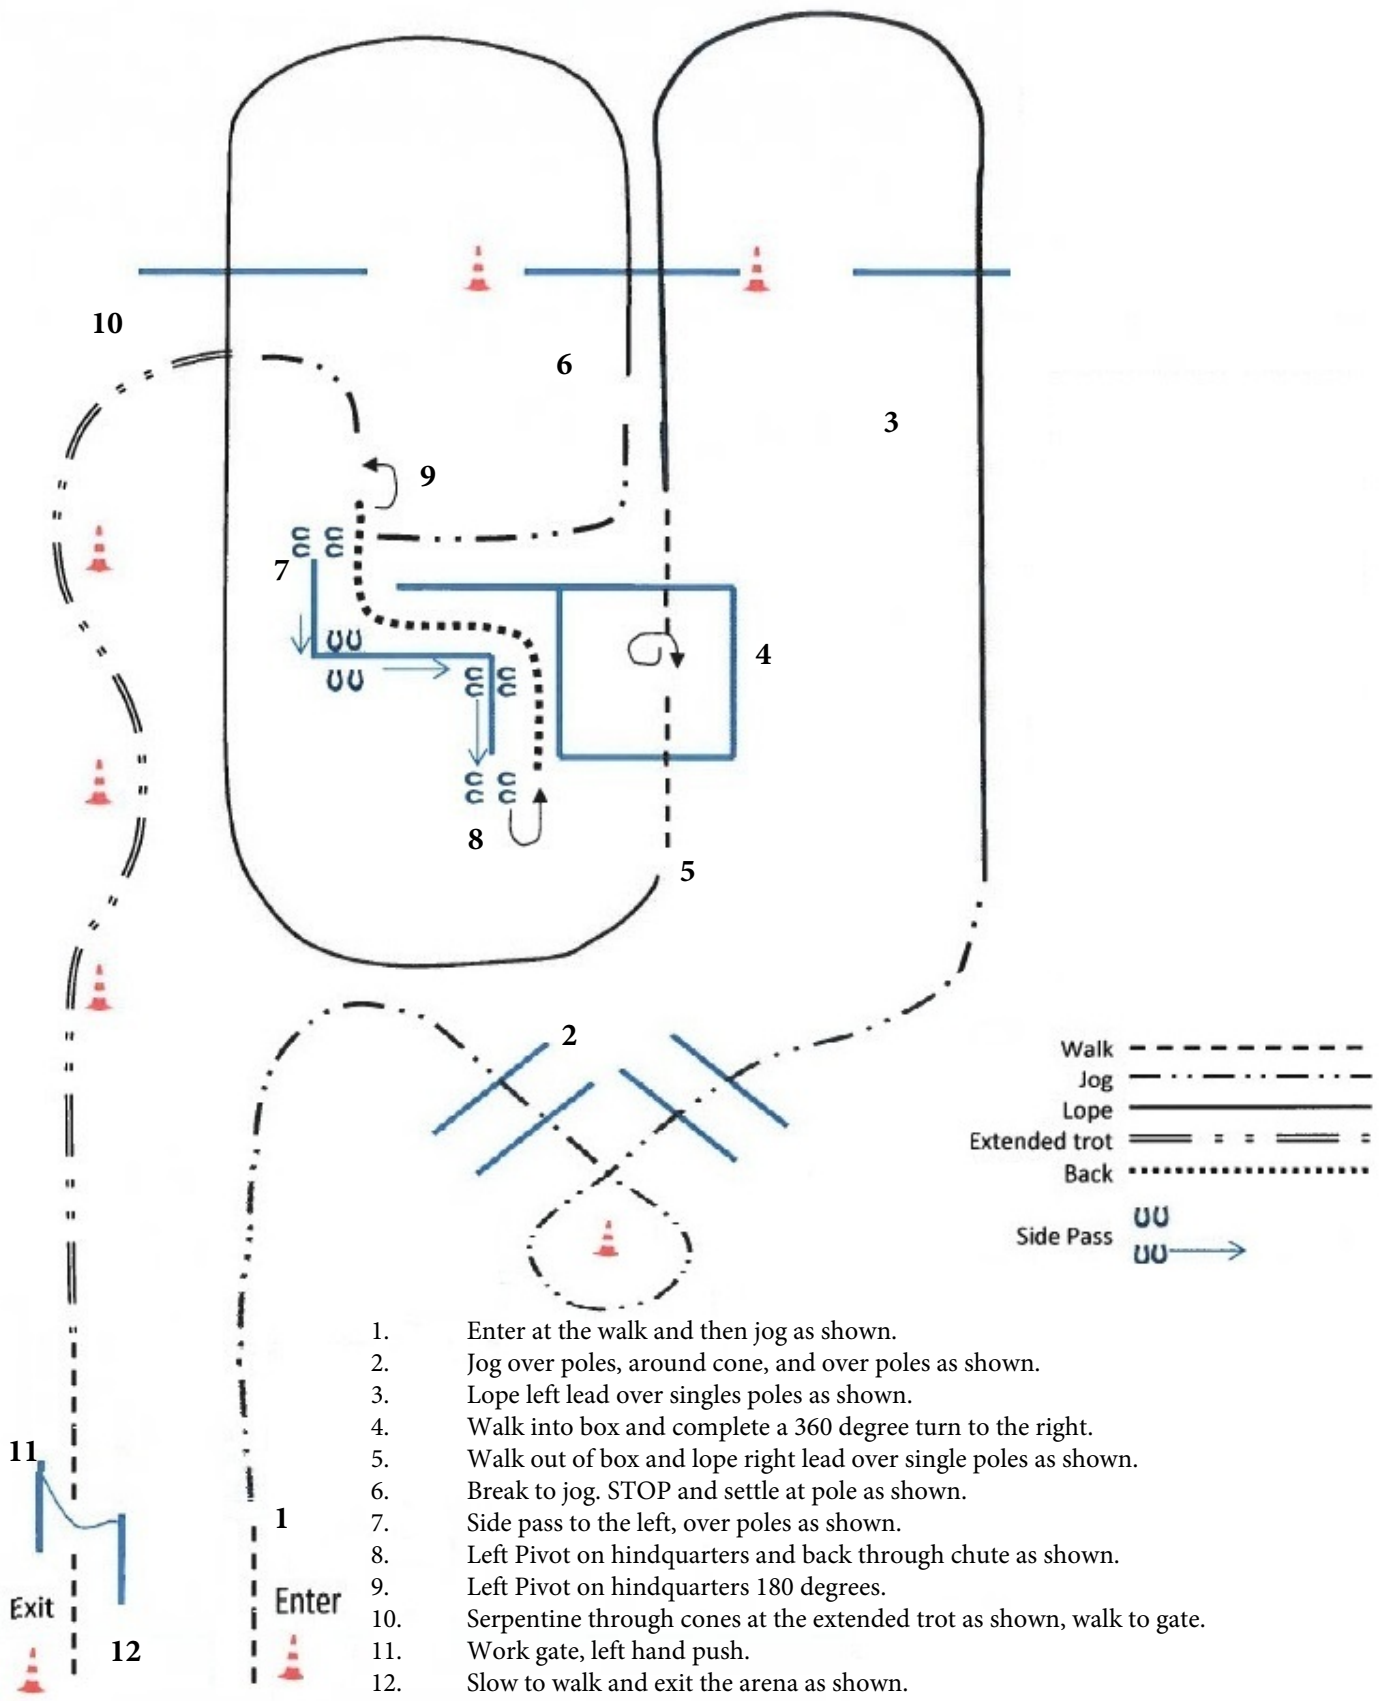 10
6
3
9
7
4
8
5
2
Walk
Jog
Lope
Extended trot
Back
Side Pass
1. Enter at the walk and then jog as shown.
2. Jog over poles, around cone, and over poles as shown.
3. Lope left lead over singles poles as shown.
4. Walk into box and complete a 360 degree turn to the right.
5. Walk out of box and lope right lead over single poles as shown.
6. Break to jog. STOP and settle at pole as shown.
7. Side pass to the left, over poles as shown.
8. Left Pivot on hindquarters and back through chute as shown.
9. Left Pivot on hindquarters 180 degrees.
10. Serpentine through cones at the extended trot as shown, walk to gate.
11. Work gate, left hand push.
12. Slow to walk and exit the arena as shown.
11
1
Exit
Enter
12